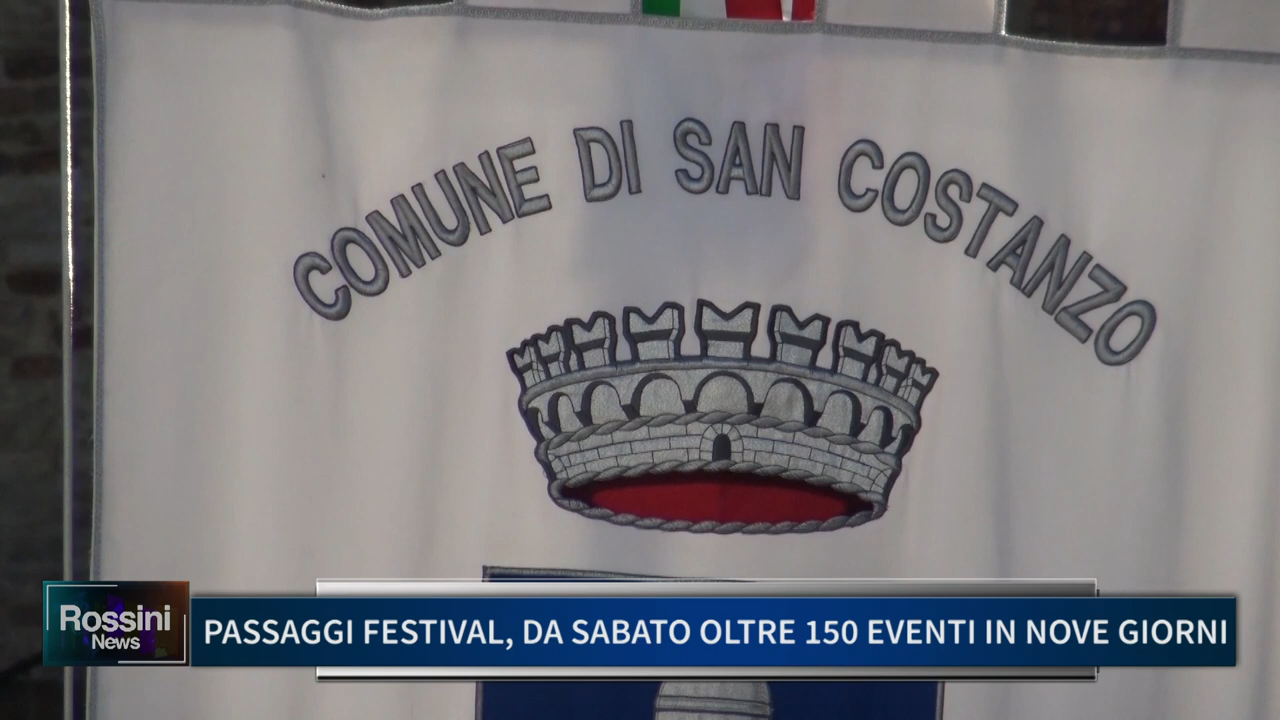 COMUNE DI SAN COSTANZO
Rossini
News
PASSAGGI FESTIVAL, DA SABATO OLTRE 150 EVENTI IN NOVE GIORNI